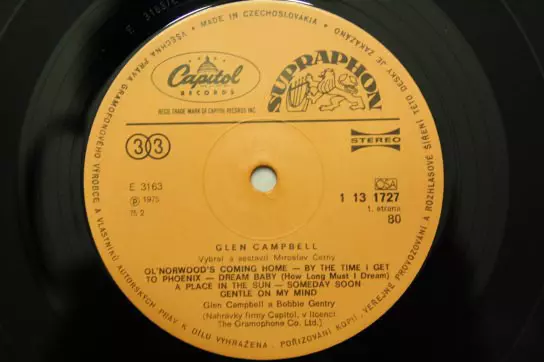 E 3163/
MADE IN CZECHOSLOVAKIA
VŠECHNA PRÁVA GRAMOFONOVÉHO VÝROBCE A VLASTNÍKŮ AUTORSKÝCH PRÁV K DÍLU VYHRAŽENA. POŘIZOVÁNÍ KOPIÍ, VEŘEJNÉ PROVOZOVÁNÍ A ROZHLASOVÉ ŠÍŘENÍ TÉTO DESKY JE ZAKÁZÁNO
Capitol
RECORDS
REGD. TRADE MARK OF CAPITOL RECORDS INC.
SUPRAPHON
33
STEREO
E 3163
℗ 1975
75 2
OSA
1 13 1727
1. strana
80
GLEN CAMPBELL
Vybral a sestavil Miroslav Černý
OL'NORWOOD'S COMING HOME — BY THE TIME I GET
TO PHOENIX — DREAM BABY (How Long Must I Dream)
A PLACE IN THE SUN — SOMEDAY SOON
GENTLE ON MY MIND
Glen Campbell a Bobbie Gentry
(Nahrávky firmy Capitol, v licenci
The Gramophone Co. Ltd.)